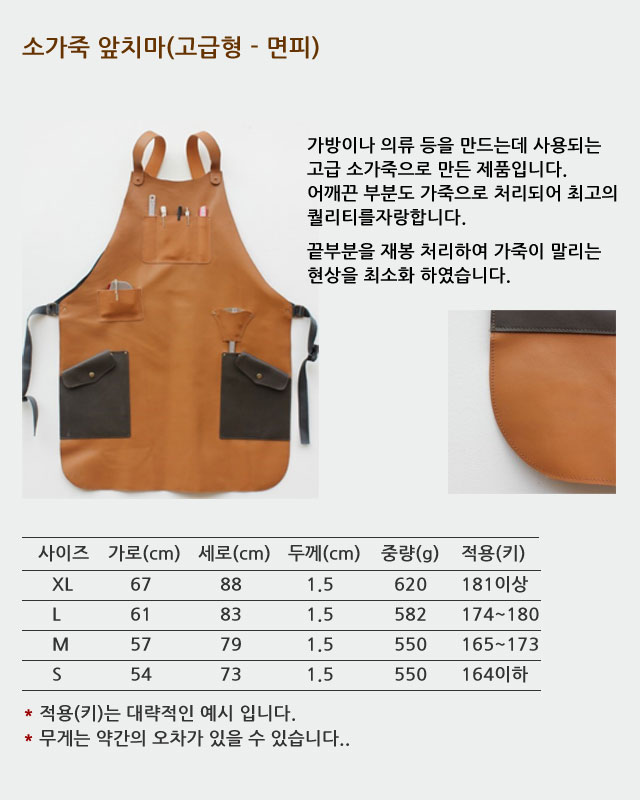 소가죽 앞치마(고급형 - 면피)
가방이나 의류 등을 만드는데 사용되는
고급 소가죽으로 만든 제품입니다.
어깨끈 부분도 가죽으로 처리되어 최고의
퀄리티를자랑합니다.
끝부분을 재봉 처리하여 가죽이 말리는
현상을 최소화 하였습니다.
사이즈 가로(cm) 세로(cm) 두께(cm) 중량(g) 적용(키)
XL 67 88 1.5 620 181이상
L 61 83 1.5 582 174~180
M 57 79 1.5 550 165~173
S 54 73 1.5 550 164이하
* 적용(키)는 대략적인 예시 입니다.
* 무게는 약간의 오차가 있을 수 있습니다..